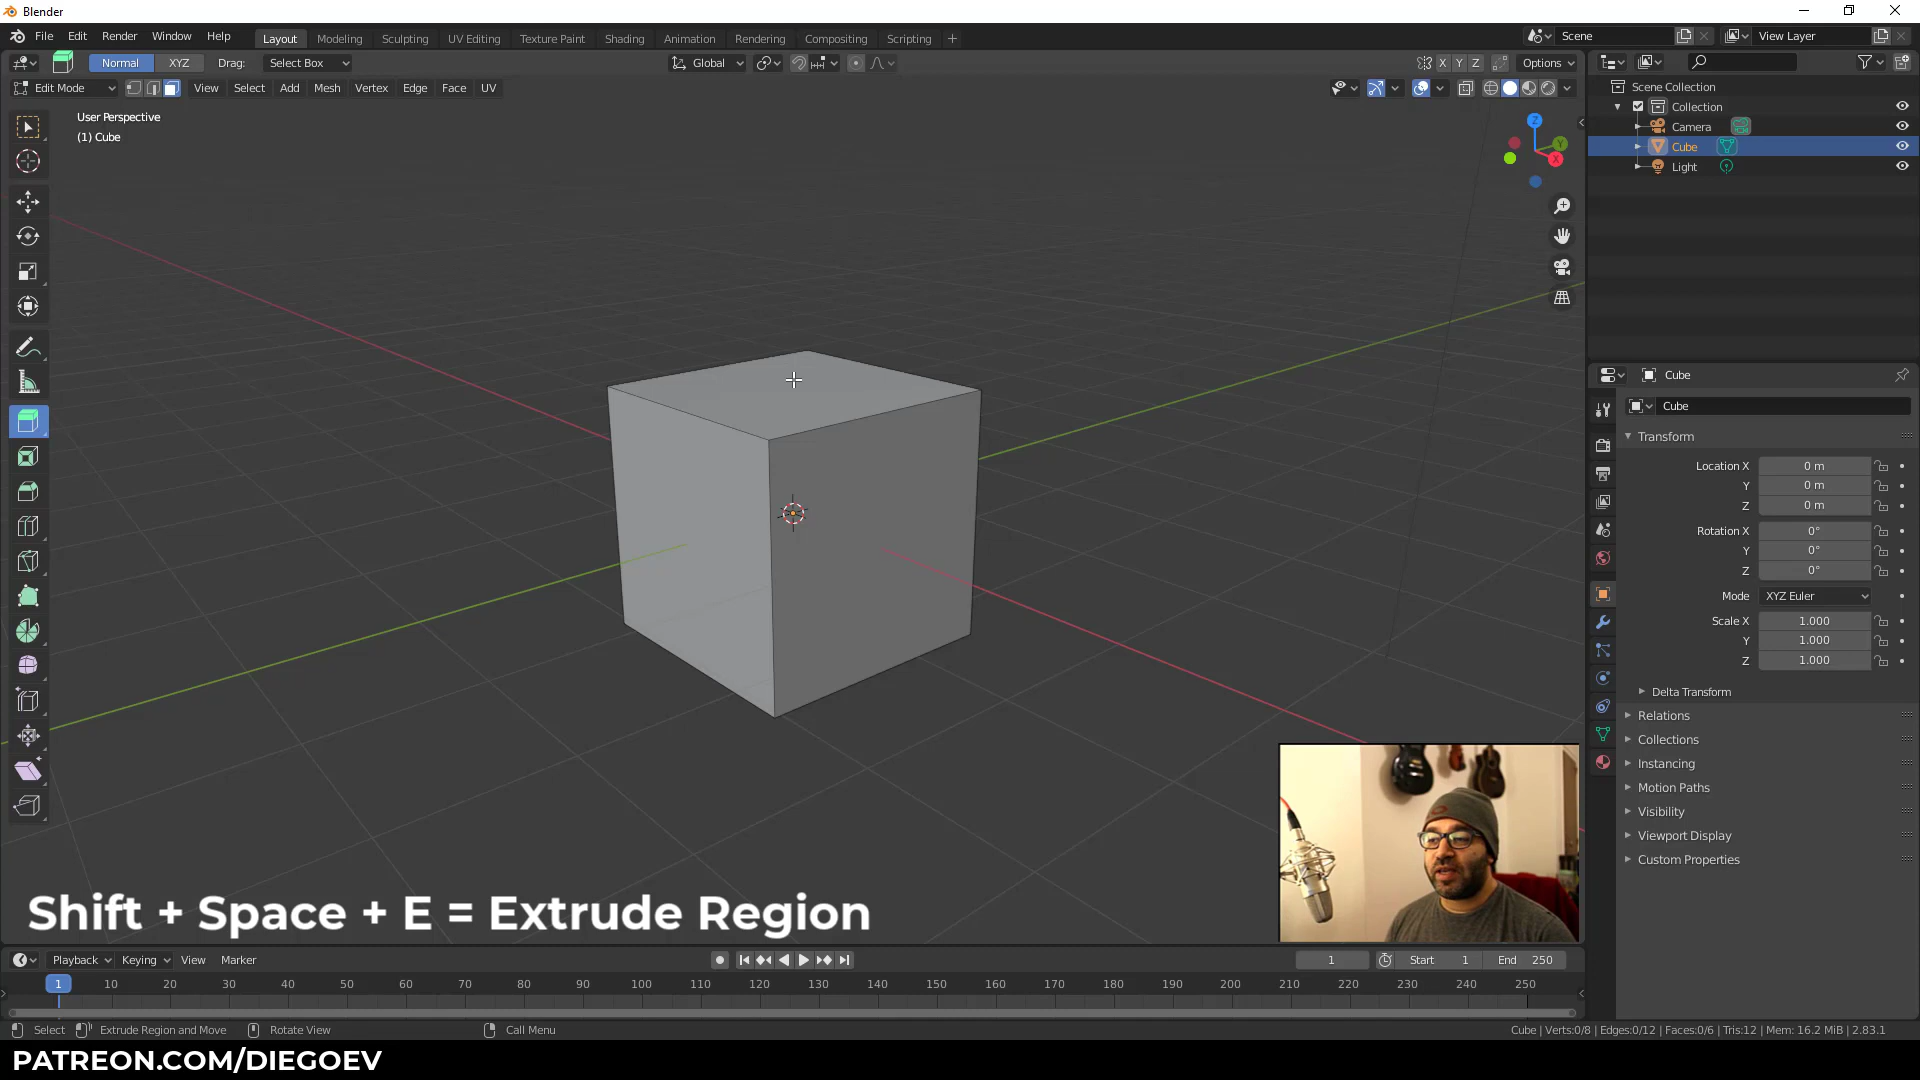 Blender
File Edit Render Window Help Layout Modeling Sculpting UV Editing Texture Paint Shading Animation Rendering Compositing Scripting + Scene View Layer
Normal XYZ Drag: Select Box Global X Y Z Options
Edit Mode View Select Add Mesh Vertex Edge Face UV
User Perspective
(1) Cube
Z
Y
X
Scene Collection
Collection
Camera
Cube
Light
Cube
Cube
Transform
Location X 0 m
Y 0 m
Z 0 m
Rotation X 0°
Y 0°
Z 0°
Mode XYZ Euler
Scale X 1.000
Y 1.000
Z 1.000
Delta Transform
Relations
Collections
Instancing
Motion Paths
Visibility
Viewport Display
Custom Properties
Shift + Space + E = Extrude Region
Playback Keying View Marker 1 Start 1 End 250
1 10 20 30 40 50 60 70 80 90 100 110 120 130 140 150 160 170 180 190 200 210 220 230 240 250
Select Extrude Region and Move Rotate View Call Menu Cube | Verts:0/8 | Edges:0/12 | Faces:0/6 | Tris:12 | Mem: 16.2 MiB | 2.83.1
PATREON.COM/DIEGOEV